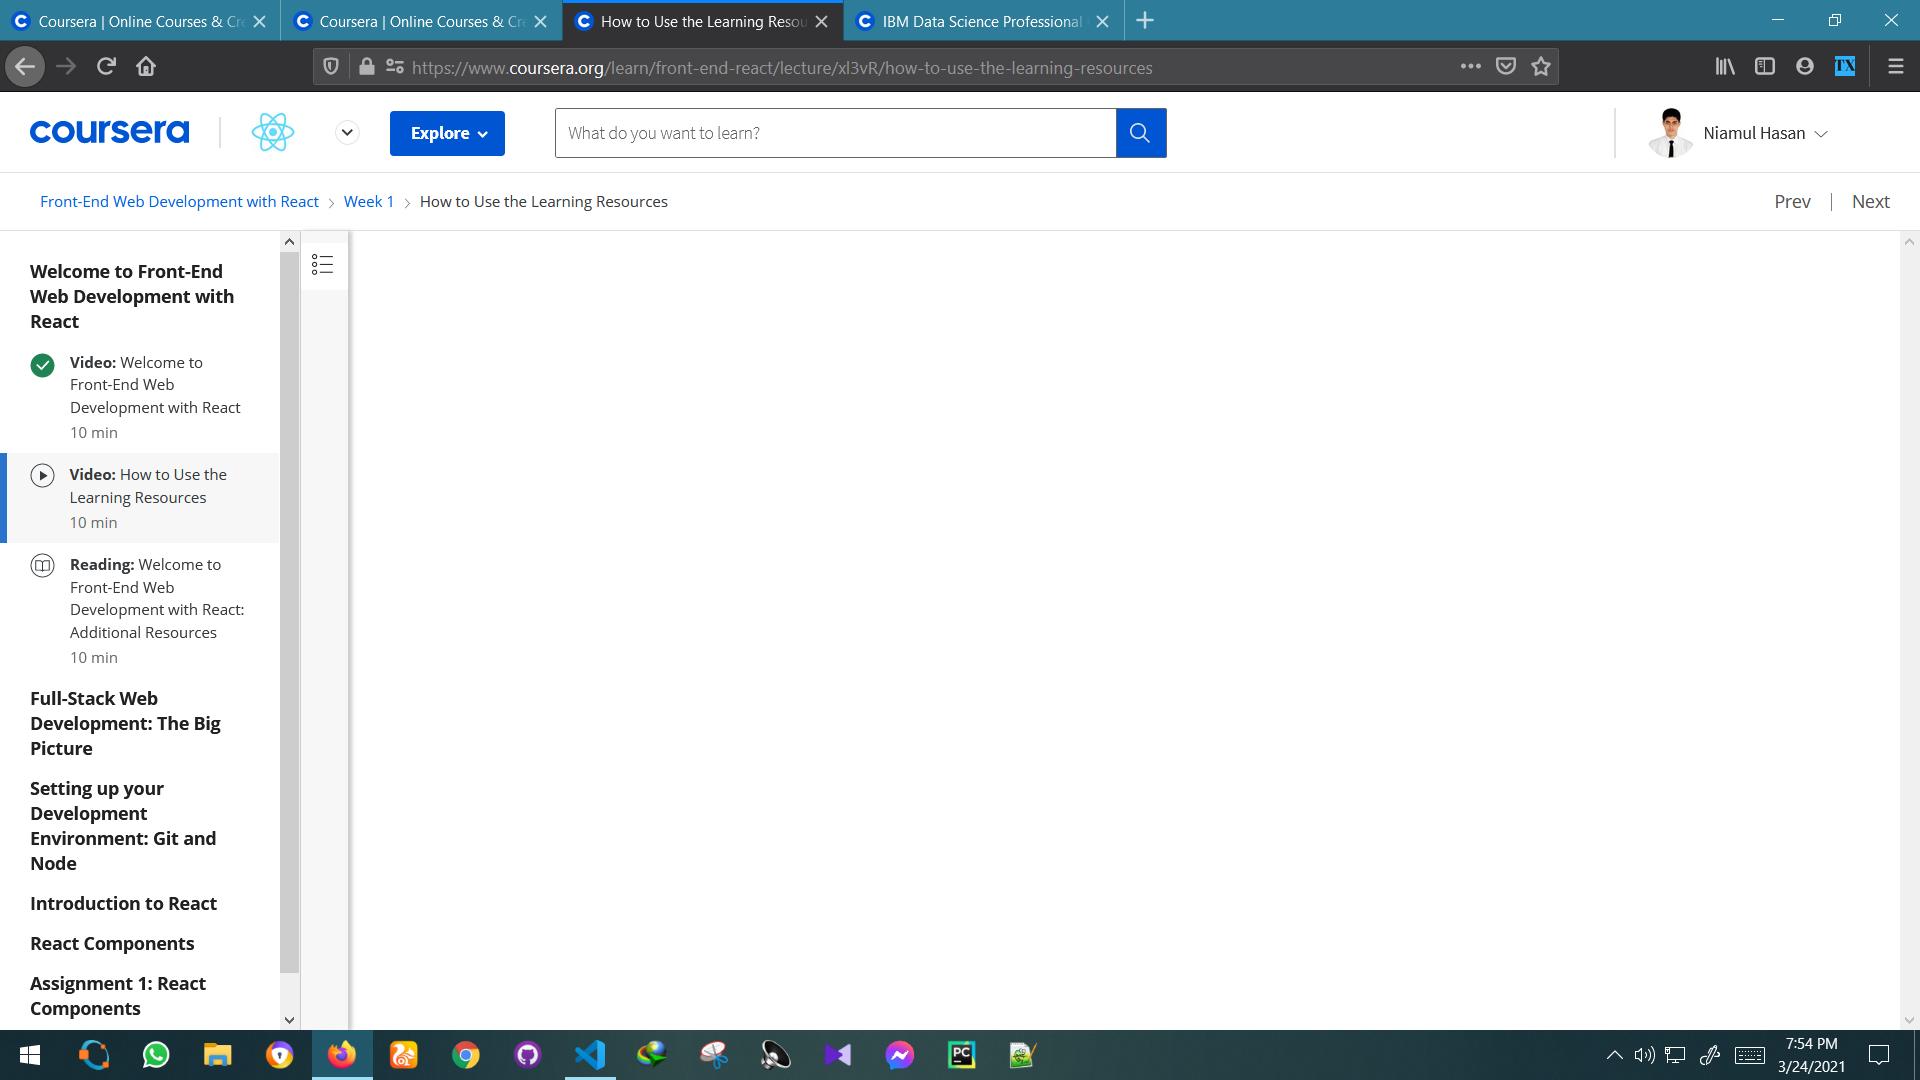 Coursera | Online Courses & Cre
Coursera | Online Courses & Cre
How to Use the Learning Resou
IBM Data Science Professional
https://www.coursera.org/learn/front-end-react/lecture/xl3vR/how-to-use-the-learning-resources
TX
coursera
Explore
What do you want to learn?
Niamul Hasan
Front-End Web Development with React > Week 1 > How to Use the Learning Resources
Prev | Next
Welcome to Front-End
Web Development with
React
Video: Welcome to
Front-End Web
Development with React
10 min
Video: How to Use the
Learning Resources
10 min
Reading: Welcome to
Front-End Web
Development with React:
Additional Resources
10 min
Full-Stack Web
Development: The Big
Picture
Setting up your
Development
Environment: Git and
Node
Introduction to React
React Components
Assignment 1: React
Components
PC
7:54 PM
3/24/2021